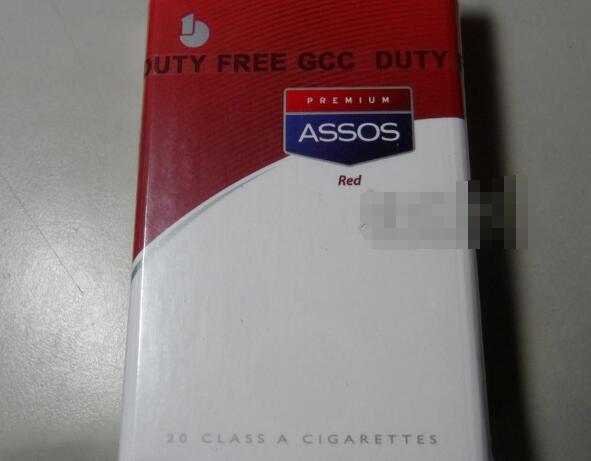 DUTY FREE GCC DUTY
PREMIUM
ASSOS
Red
20 CLASS A CIGARETTES